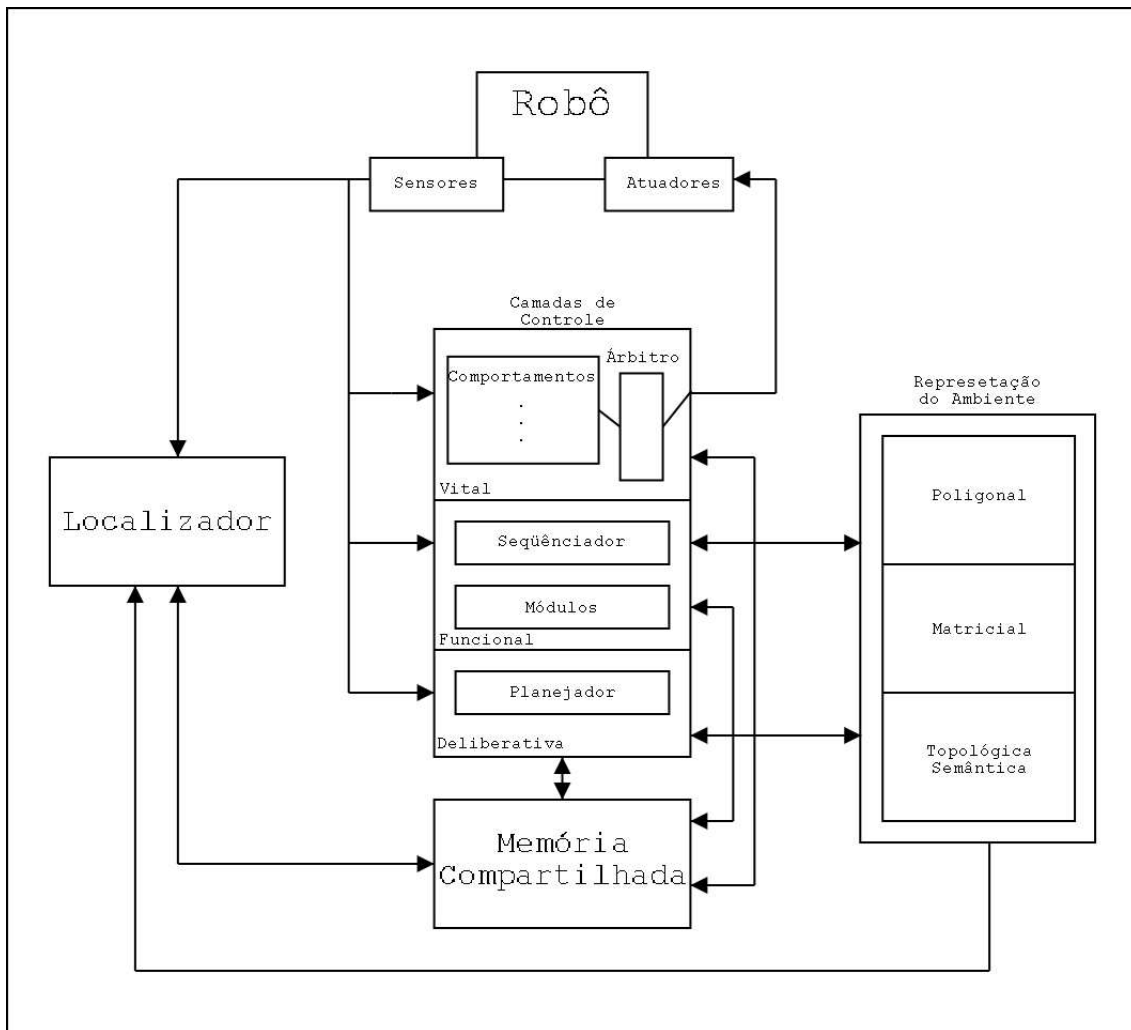 Robô
Sensores
Atuadores
Camadas de
Controle
Comportamentos
.
.
.
Árbitro
Vital
Seqüênciador
Módulos
Funcional
Planejador
Deliberativa
Localizador
Memória
Compartilhada
Represetação
do Ambiente
Poligonal
Matricial
Topológica
Semântica